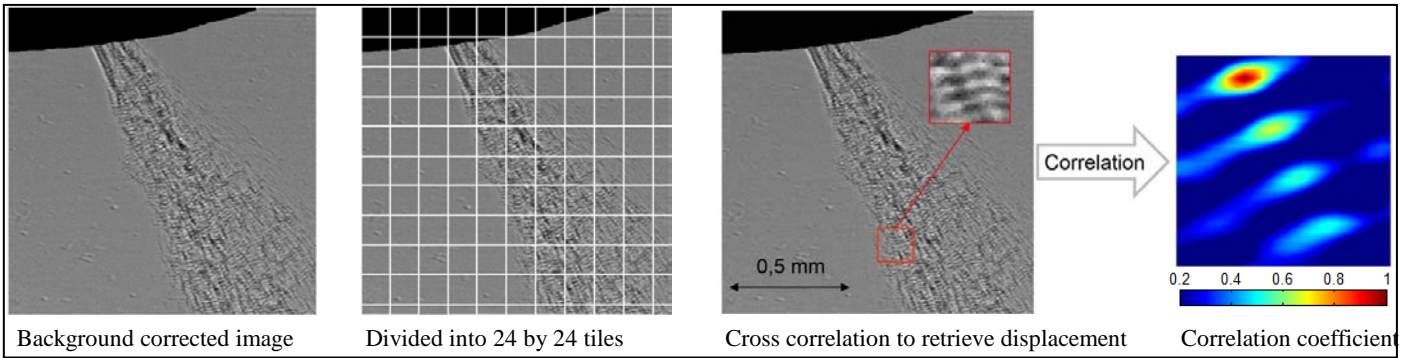 Correlation
0,5 mm
0.2 0.4 0.6 0.8 1
Background corrected image
Divided into 24 by 24 tiles
Cross correlation to retrieve displacement
Correlation coefficient